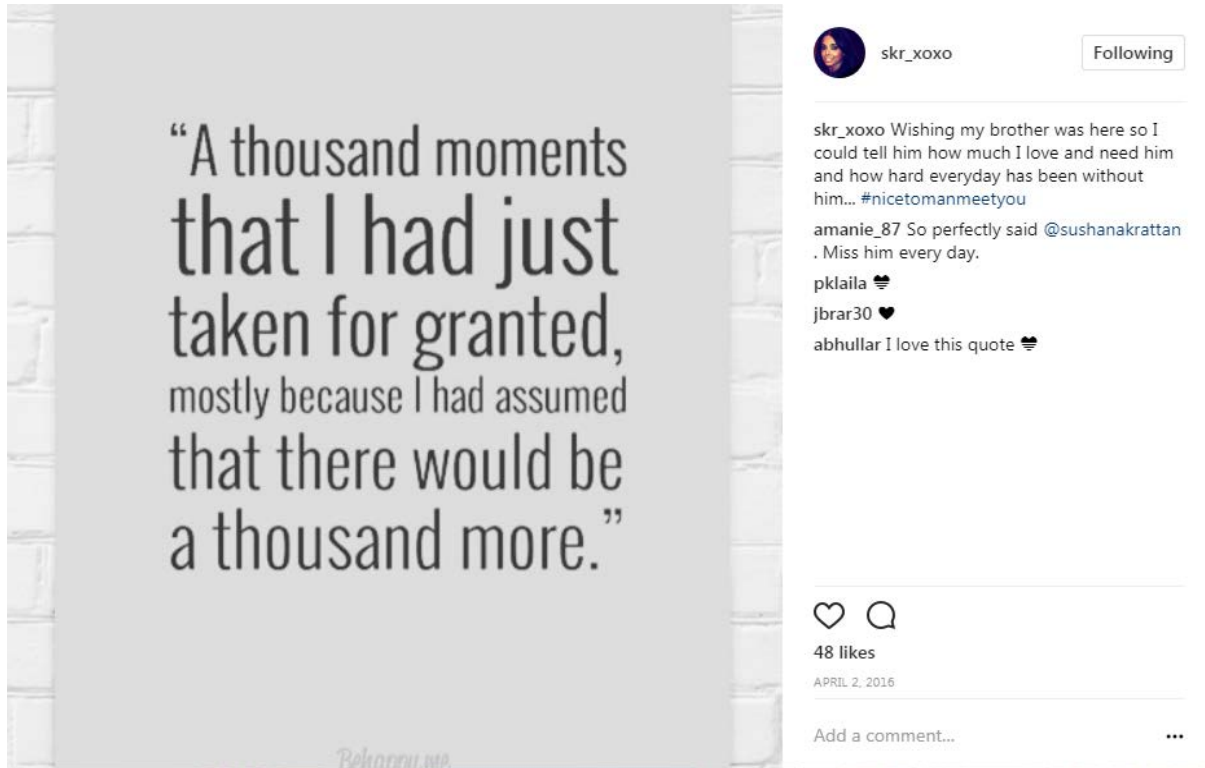 “A thousand moments
that I had just
taken for granted,
mostly because I had assumed
that there would be
a thousand more.”
Behappy.me
skr_xoxo
Following
skr_xoxo Wishing my brother was here so I
could tell him how much I love and need him
and how hard everyday has been without
him... #nicetomanmeetyou
amanie_87 So perfectly said @sushanakrattan
. Miss him every day.
pklaila
jbrar30 ♥
abhullar I love this quote
48 likes
APRIL 2, 2016
Add a comment...